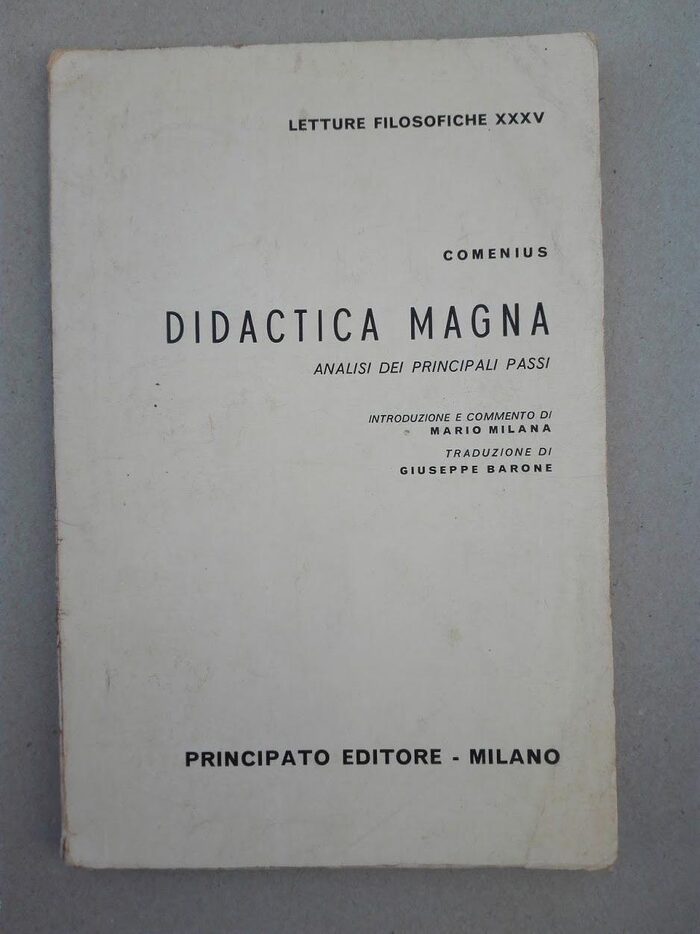 LETTURE FILOSOFICHE XXXV
COMENIUS
DIDACTICA MAGNA
ANALISI DEI PRINCIPALI PASSI
INTRODUZIONE E COMMENTO DI
MARIO MILANA
TRADUZIONE DI
GIUSEPPE BARONE
PRINCIPATO EDITORE - MILANO